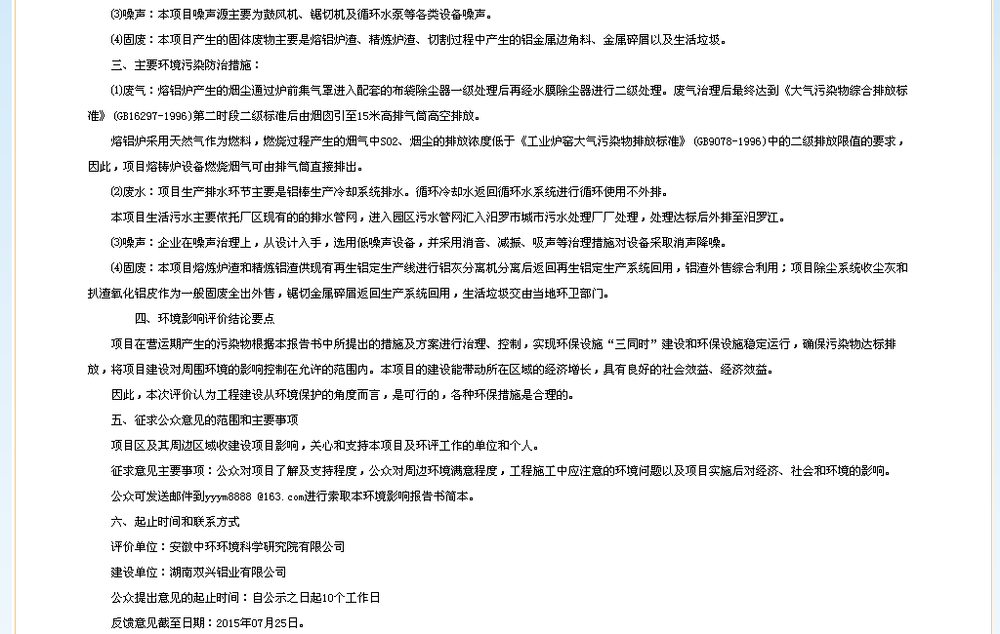 ⑶噪声：本项目噪声源主要为鼓风机、锯切机及循环水泵等各类设备噪声。
⑷固废：本项目产生的固体废物主要是熔铝炉渣、精炼炉渣、切割过程中产生的铝金属边角料、金属碎屑以及生活垃圾。
三、主要环境污染防治措施：
⑴废气：熔铝炉产生的烟尘通过炉前集气罩进入配套的布袋除尘器一级处理后再经水膜除尘器进行二级处理。废气治理后最终达到《大气污染物综合排放标
准》(GB16297-1996)第二时段二级标准后由烟囱引至15米高排气筒高空排放。
熔铝炉采用天然气作为燃料，燃烧过程产生的烟气中SO2、烟尘的排放浓度低于《工业炉窑大气污染物排放标准》(GB9078-1996)中的二级排放限值的要求，
因此，项目熔铸炉设备燃烧烟气可由排气筒直接排出。
⑵废水：项目生产排水环节主要是铝棒生产冷却系统排水。循环冷却水返回循环水系统进行循环使用不外排。
本项目生活污水主要依托厂区现有的的排水管网，进入园区污水管网汇入汨罗市城市污水处理厂厂处理，处理达标后外排至汨罗江。
⑶噪声：企业在噪声治理上，从设计入手，选用低噪声设备，并采用消音、减振、吸声等治理措施对设备采取消声降噪。
⑷固废：本项目熔炼炉渣和精炼铝渣供现有再生铝定生产线进行铝灰分离机分离后返回再生铝定生产系统回用，铝渣外售综合利用；项目除尘系统收尘灰和
扒渣氧化铝皮作为一般固废全出外售，锯切金属碎屑返回生产系统回用，生活垃圾交由当地环卫部门。
四、环境影响评价结论要点
项目在营运期产生的污染物根据本报告书中所提出的措施及方案进行治理、控制，实现环保设施“三同时”建设和环保设施稳定运行，确保污染物达标排
放，将项目建设对周围环境的影响控制在允许的范围内。本项目的建设能带动所在区域的经济增长，具有良好的社会效益、经济效益。
因此，本次评价认为工程建设从环境保护的角度而言，是可行的，各种环保措施是合理的。
五、征求公众意见的范围和主要事项
项目区及其周边区域收建设项目影响，关心和支持本项目及环评工作的单位和个人。
征求意见主要事项：公众对项目了解及支持程度，公众对周边环境满意程度，工程施工中应注意的环境问题以及项目实施后对经济、社会和环境的影响。
公众可发送邮件到yyym8888 @163.com进行索取本环境影响报告书简本。
六、起止时间和联系方式
评价单位：安徽中环环境科学研究院有限公司
建设单位：湖南双兴铝业有限公司
公众提出意见的起止时间：自公示之日起10个工作日
反馈意见截至日期：2015年07月25日。